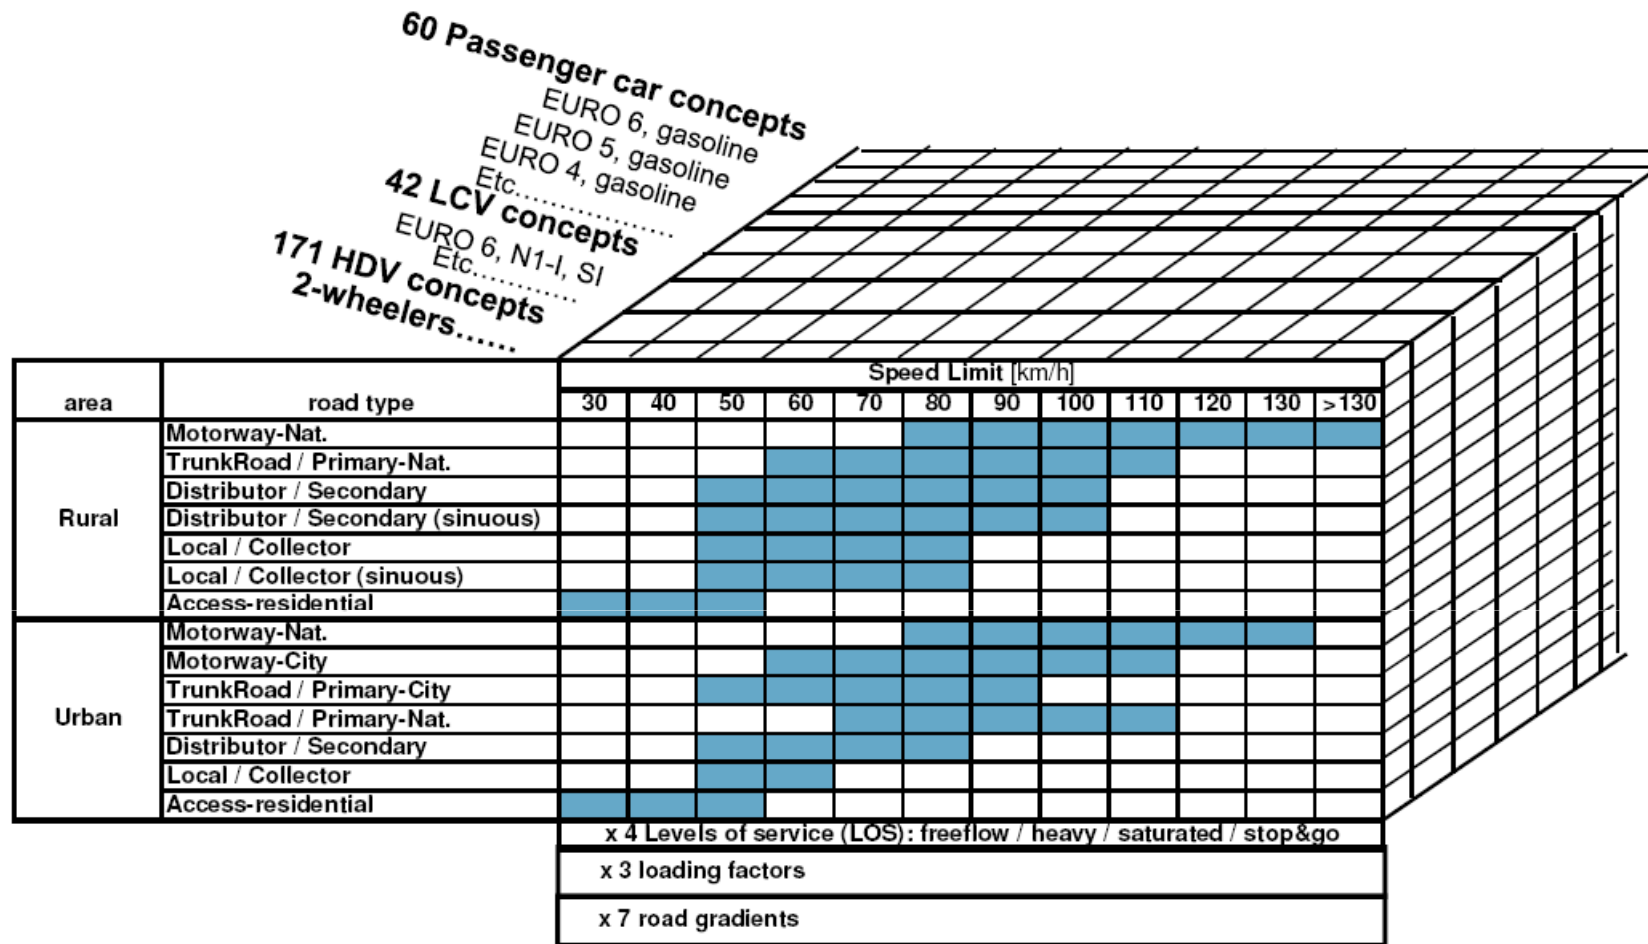 60 Passenger car concepts
EURO 6, gasoline
EURO 5, gasoline
EURO 4, gasoline
Etc................
42 LCV concepts
EURO 6, N1-I, SI
Etc...........
171 HDV concepts
2-wheelers......
Speed Limit [km/h]
area road type 30 40 50 60 70 80 90 100 110 120 130 >130
Rural
Motorway-Nat.
TrunkRoad / Primary-Nat.
Distributor / Secondary
Distributor / Secondary (sinuous)
Local / Collector
Local / Collector (sinuous)
Access-residential
Urban
Motorway-Nat.
Motorway-City
TrunkRoad / Primary-City
TrunkRoad / Primary-Nat.
Distributor / Secondary
Local / Collector
Access-residential
x 4 Levels of service (LOS): freeflow / heavy / saturated / stop&go
x 3 loading factors
x 7 road gradients